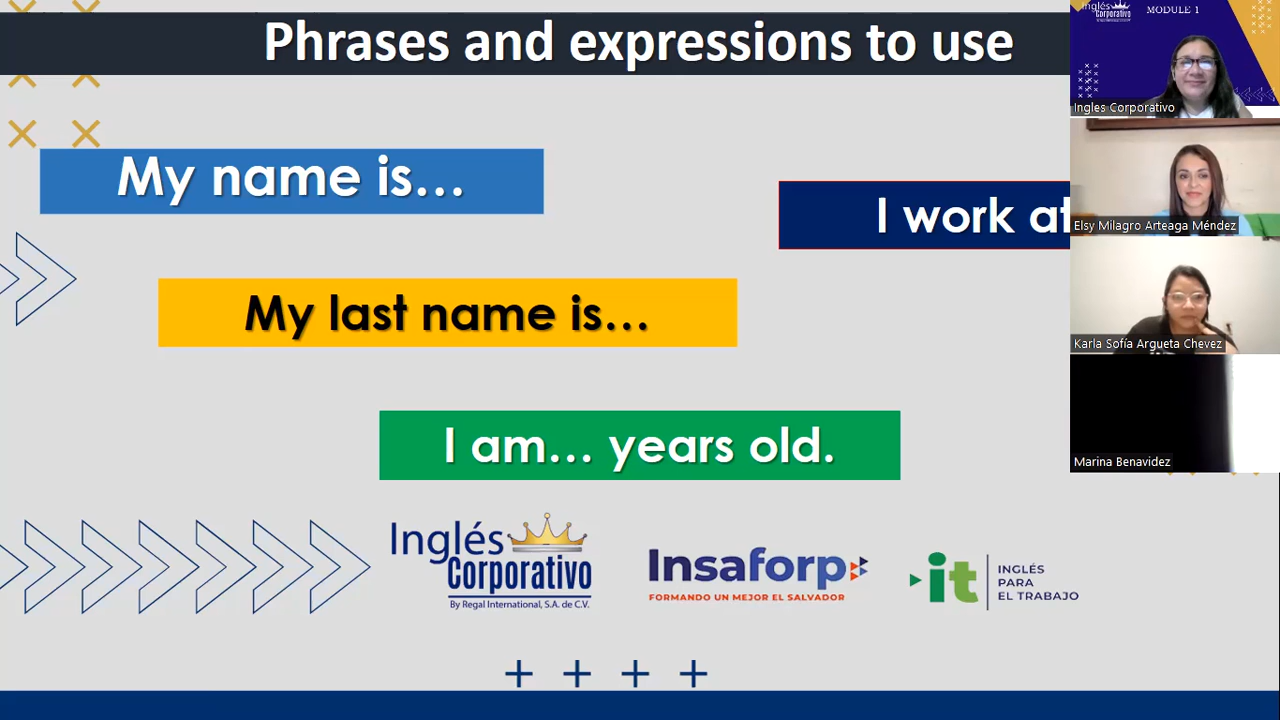 Phrases and expressions to use
My name is...
I work at
My last name is...
I am... years old.
Inglés
Corporativo
By Regal International, S.A. de C.V.
Insaforp
FORMANDO UN MEJOR EL SALVADOR
it
INGLÉS
PARA
EL TRABAJO
Inglés
Corporativo
MODULE 1
Ingles Corporativo
Elsy Milagro Arteaga Méndez
Karla Sofía Argueta Chevez
Marina Benavidez